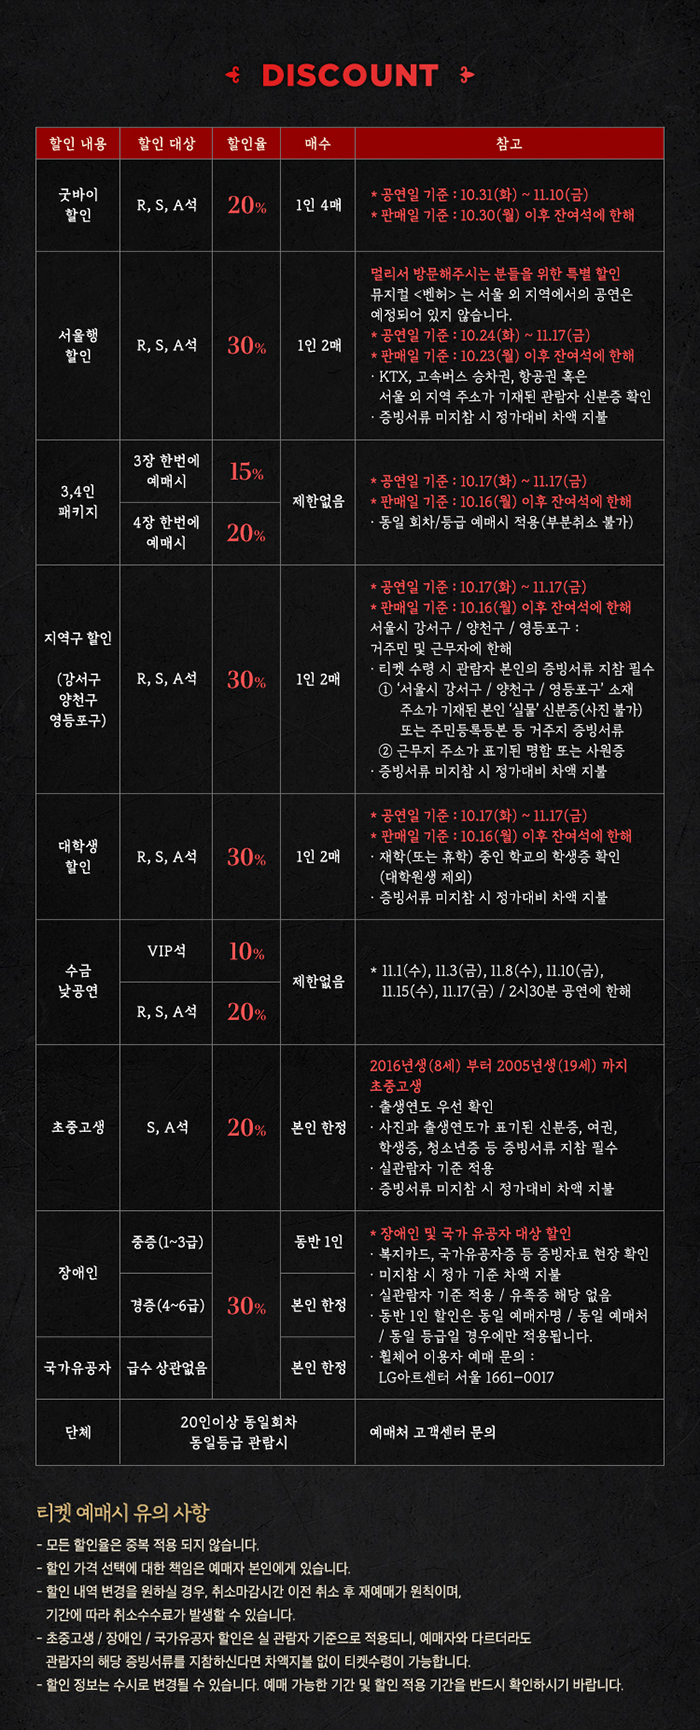 DISCOUNT
할인 내용 할인 대상 할인율 매수 참고
굿바이
할인
R, S, A석
20%
1인 4매
* 공연일 기준 : 10.31(화) ~ 11.10(금)
* 판매일 기준 : 10.30(월) 이후 잔여석에 한해
서울행
할인
R, S, A석
30%
1인 2매
멀리서 방문해주시는 분들을 위한 특별 할인
뮤지컬 <벤허> 는 서울 외 지역에서의 공연은
예정되어 있지 않습니다.
* 공연일 기준 : 10.24(화) ~ 11.17(금)
* 판매일 기준 : 10.23(월) 이후 잔여석에 한해
· KTX, 고속버스 승차권, 항공권 혹은
서울 외 지역 주소가 기재된 관람자 신분증 확인
· 증빙서류 미지참 시 정가대비 차액 지불
3,4인
패키지
3장 한번에
예매시
15%
4장 한번에
예매시
20%
제한없음
* 공연일 기준 : 10.17(화) ~ 11.17(금)
* 판매일 기준 : 10.16(월) 이후 잔여석에 한해
· 동일 회차/등급 예매시 적용(부분취소 불가)
지역구 할인
(강서구
양천구
영등포구)
R, S, A석
30%
1인 2매
* 공연일 기준 : 10.17(화) ~ 11.17(금)
* 판매일 기준 : 10.16(월) 이후 잔여석에 한해
서울시 강서구 / 양천구 / 영등포구 :
거주민 및 근무자에 한해
· 티켓 수령 시 관람자 본인의 증빙서류 지참 필수
① ‘서울시 강서구 / 양천구 / 영등포구’ 소재
주소가 기재된 본인 ‘실물’ 신분증(사진 불가)
또는 주민등록등본 등 거주지 증빙서류
② 근무지 주소가 표기된 명함 또는 사원증
· 증빙서류 미지참 시 정가대비 차액 지불
대학생
할인
R, S, A석
30%
1인 2매
* 공연일 기준 : 10.17(화) ~ 11.17(금)
* 판매일 기준 : 10.16(월) 이후 잔여석에 한해
· 재학(또는 휴학) 중인 학교의 학생증 확인
(대학원생 제외)
· 증빙서류 미지참 시 정가대비 차액 지불
수금
낮공연
VIP석
10%
R, S, A석
20%
제한없음
* 11.1(수), 11.3(금), 11.8(수), 11.10(금),
11.15(수), 11.17(금) / 2시30분 공연에 한해
초중고생
S, A석
20%
본인 한정
2016년생(8세) 부터 2005년생(19세) 까지
초중고생
· 출생연도 우선 확인
· 사진과 출생연도가 표기된 신분증, 여권,
학생증, 청소년증 등 증빙서류 지참 필수
· 실관람자 기준 적용
· 증빙서류 미지참 시 정가대비 차액 지불
장애인
중증(1~3급)
동반 1인
경증(4~6급)
30%
본인 한정
국가유공자
급수 상관없음
본인 한정
* 장애인 및 국가 유공자 대상 할인
· 복지카드, 국가유공자증 등 증빙자료 현장 확인
· 미지참 시 정가 기준 차액 지불
· 실관람자 기준 적용 / 유족증 해당 없음
· 동반 1인 할인은 동일 예매자명 / 동일 예매처
/ 동일 등급일 경우에만 적용됩니다.
· 휠체어 이용자 예매 문의 :
LG아트센터 서울 1661-0017
단체
20인이상 동일회차
동일등급 관람시
예매처 고객센터 문의
티켓 예매시 유의 사항
- 모든 할인율은 중복 적용 되지 않습니다.
- 할인 가격 선택에 대한 책임은 예매자 본인에게 있습니다.
- 할인 내역 변경을 원하실 경우, 취소마감시간 이전 취소 후 재예매가 원칙이며,
기간에 따라 취소수수료가 발생할 수 있습니다.
- 초중고생 / 장애인 / 국가유공자 할인은 실 관람자 기준으로 적용되니, 예매자와 다르더라도
관람자의 해당 증빙서류를 지참하신다면 차액지불 없이 티켓수령이 가능합니다.
- 할인 정보는 수시로 변경될 수 있습니다. 예매 가능한 기간 및 할인 적용 기간을 반드시 확인하시기 바랍니다.